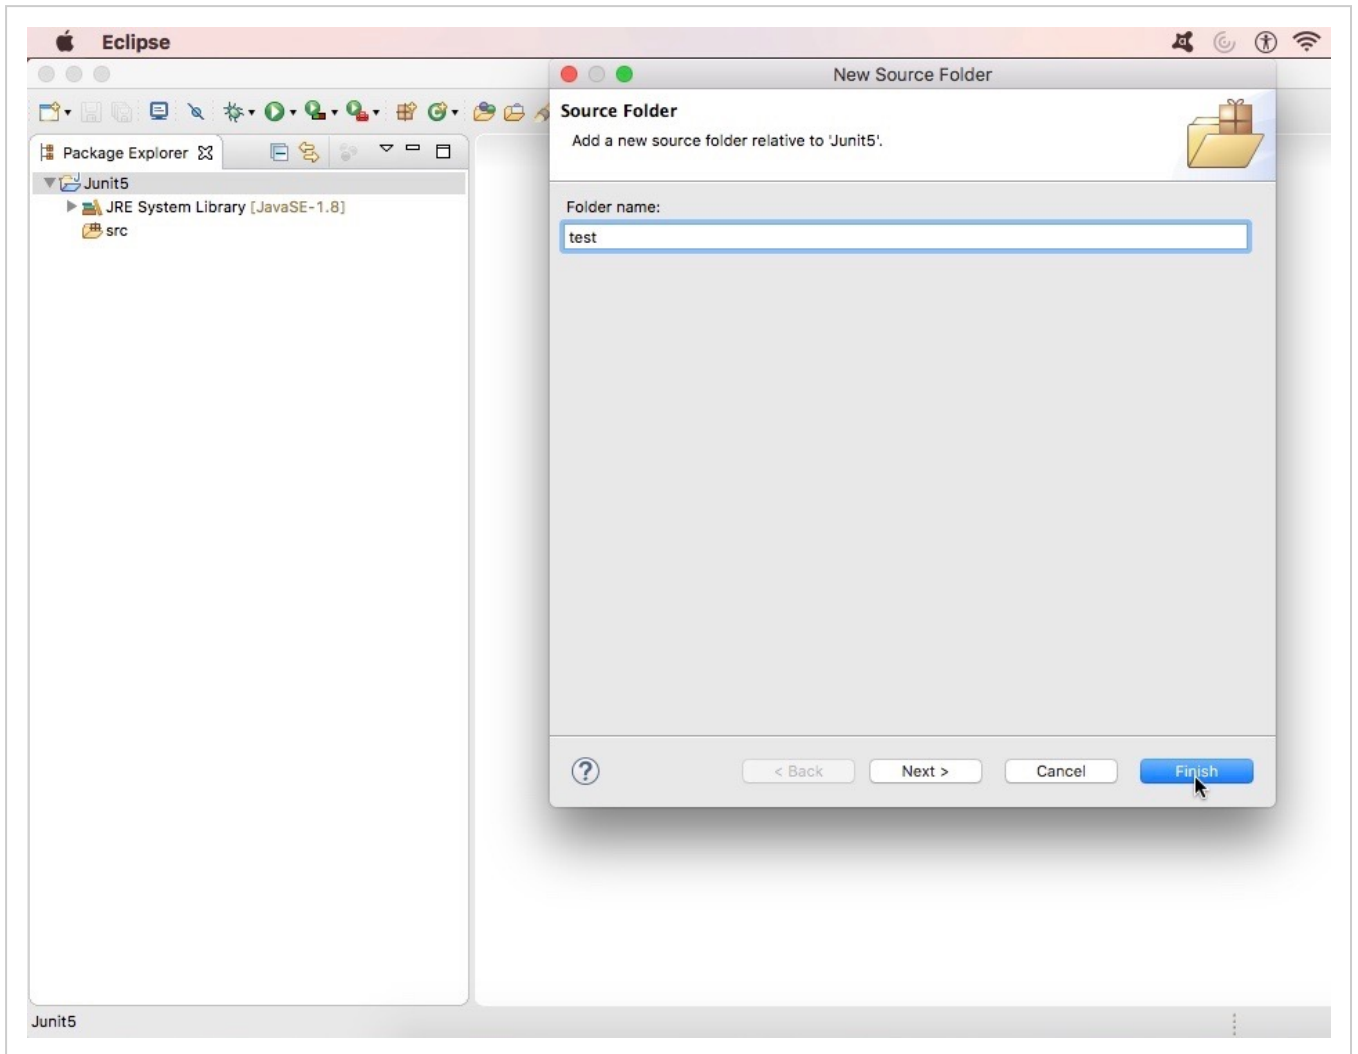 Eclipse
New Source Folder
Source Folder
Add a new source folder relative to 'Junit5'.
Package Explorer
Junit5
JRE System Library [JavaSE-1.8]
src
Folder name:
test
?
< Back
Next >
Cancel
Finish
Junit5